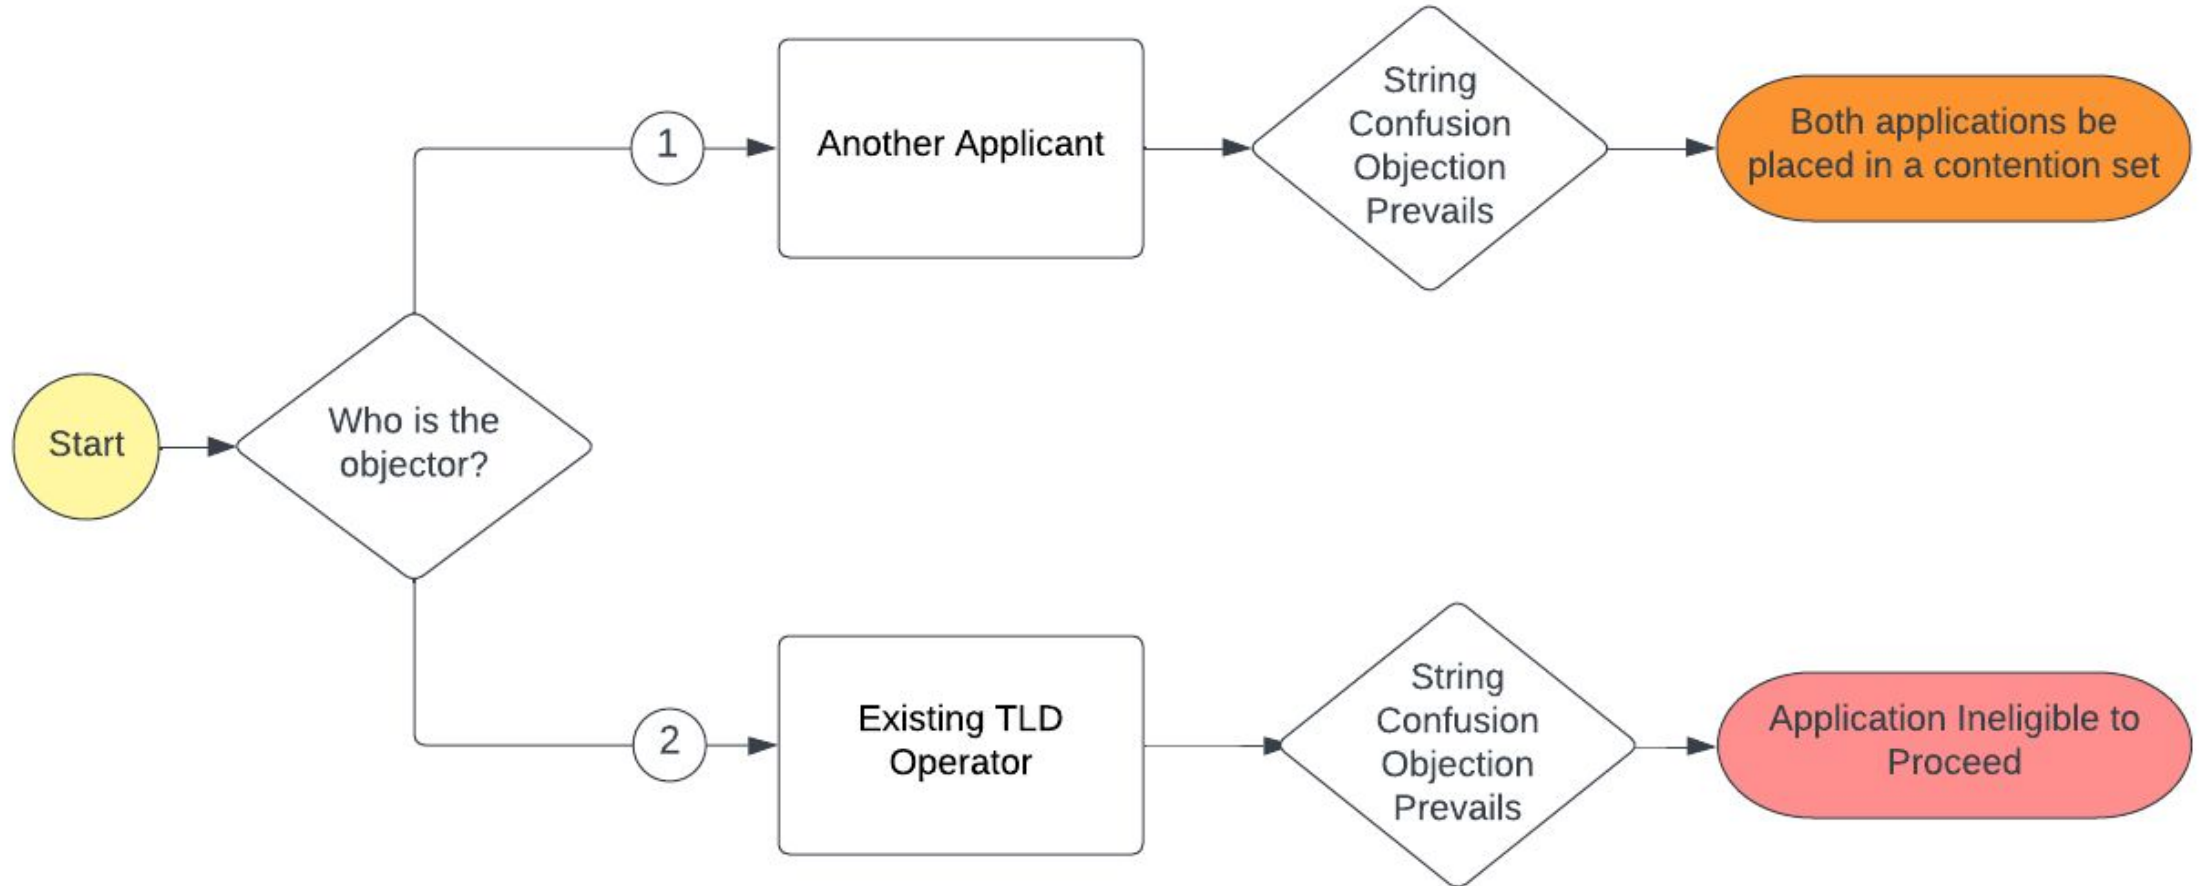 Start
Who is the
objector?
1
Another Applicant
String
Confusion
Objection
Prevails
Both applications be
placed in a contention set
2
Existing TLD
Operator
String
Confusion
Objection
Prevails
Application Ineligible to
Proceed